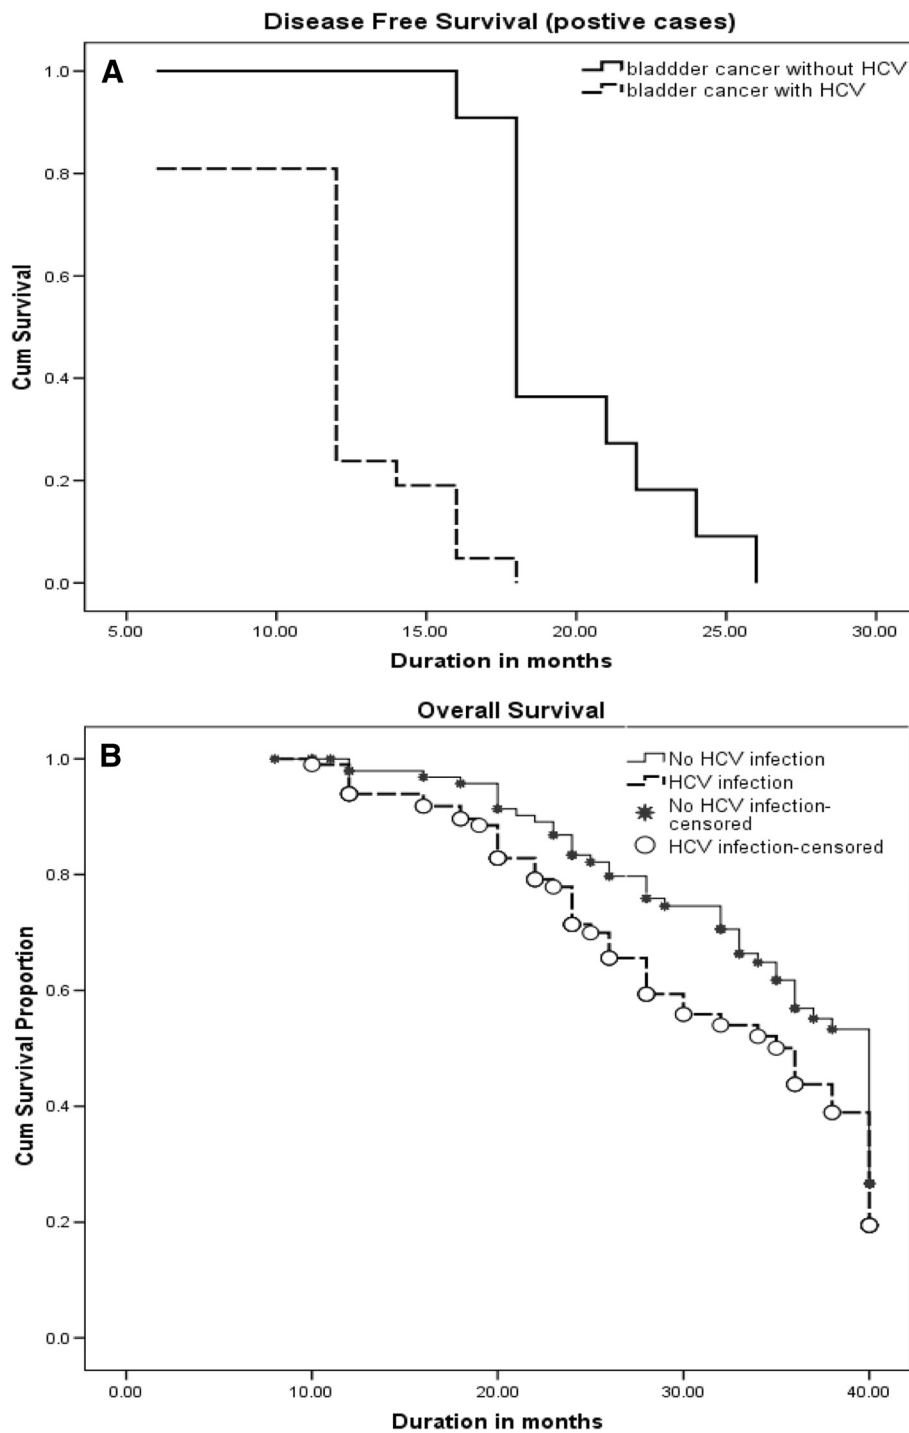 Disease Free Survival (postive cases)
A
bladdder cancer without HCV
bladder cancer with HCV
1.0
0.8
0.6
0.4
0.2
0.0
Cum Survival
5.00 10.00 15.00 20.00 25.00 30.00
Duration in months
Overall Survival
B
No HCV infection
HCV infection
No HCV infection-
censored
HCV infection-censored
1.0
0.8
0.6
0.4
0.2
0.0
Cum Survival Proportion
0.00 10.00 20.00 30.00 40.00
Duration in months